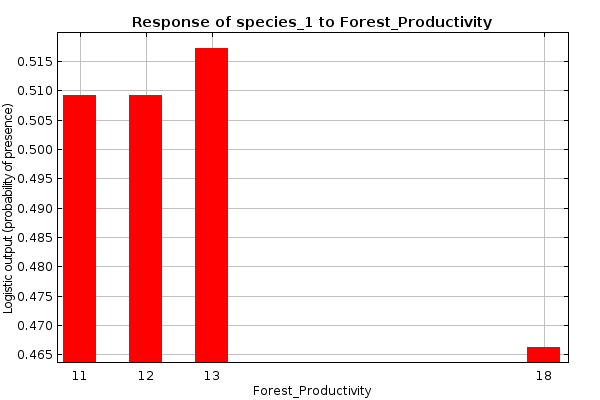 Response of species_1 to Forest_Productivity
Logistic output (probability of presence)
0.515
0.510
0.505
0.500
0.495
0.490
0.485
0.480
0.475
0.470
0.465
11 12 13 18
Forest_Productivity